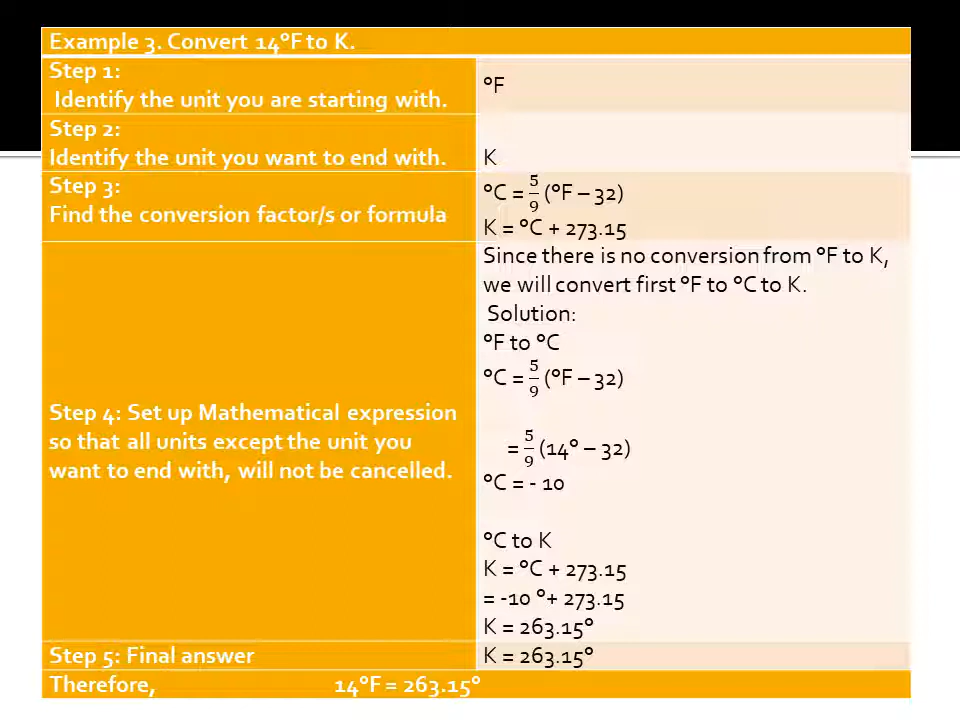 Example 3. Convert 14°F to K.
Step 1:
Identify the unit you are starting with.
°F
Step 2:
Identify the unit you want to end with.
K
Step 3:
Find the conversion factor/s or formula
°C = 5/9 (°F – 32)
K = °C + 273.15
Step 4: Set up Mathematical expression
so that all units except the unit you
want to end with, will not be cancelled.
Since there is no conversion from °F to K,
we will convert first °F to °C to K.
Solution:
°F to °C
°C = 5/9 (°F – 32)
= 5/9 (14° – 32)
°C = - 10
°C to K
K = °C + 273.15
= -10 °+ 273.15
K = 263.15°
Step 5: Final answer
K = 263.15°
Therefore, 14°F = 263.15°